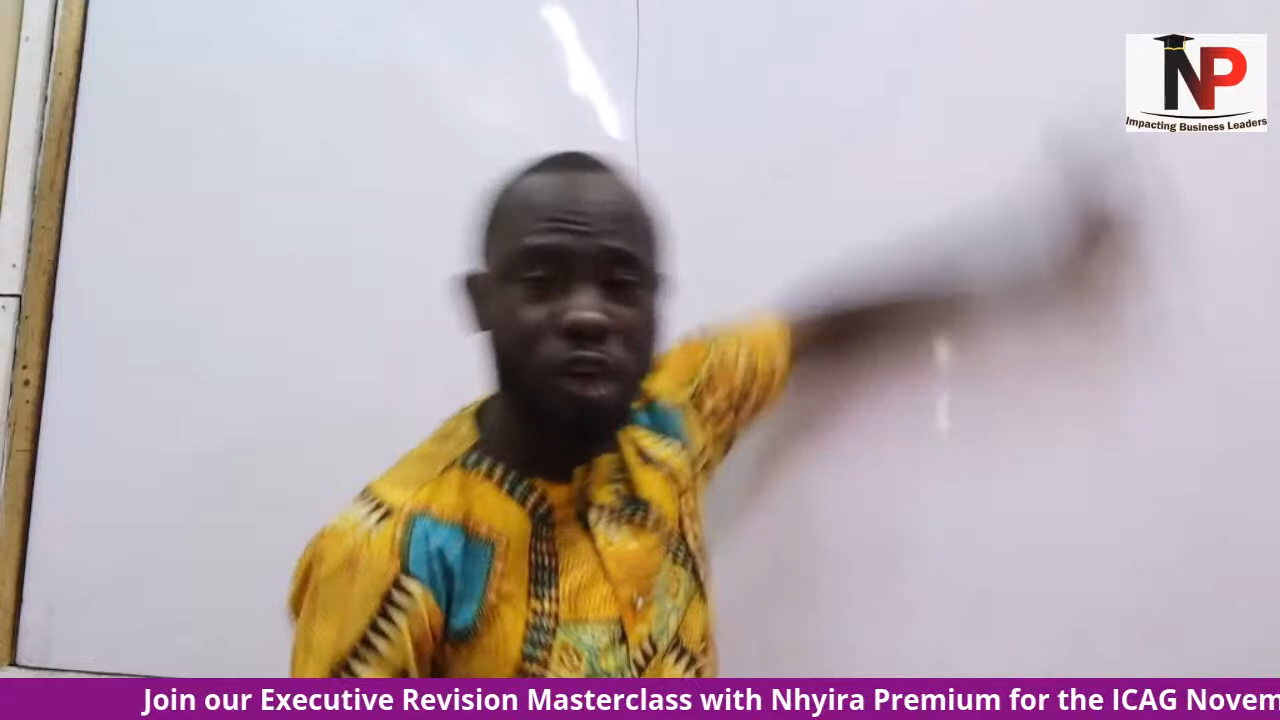 NP
Impacting Business Leaders
Join our Executive Revision Masterclass with Nhyira Premium for the ICAG Novem